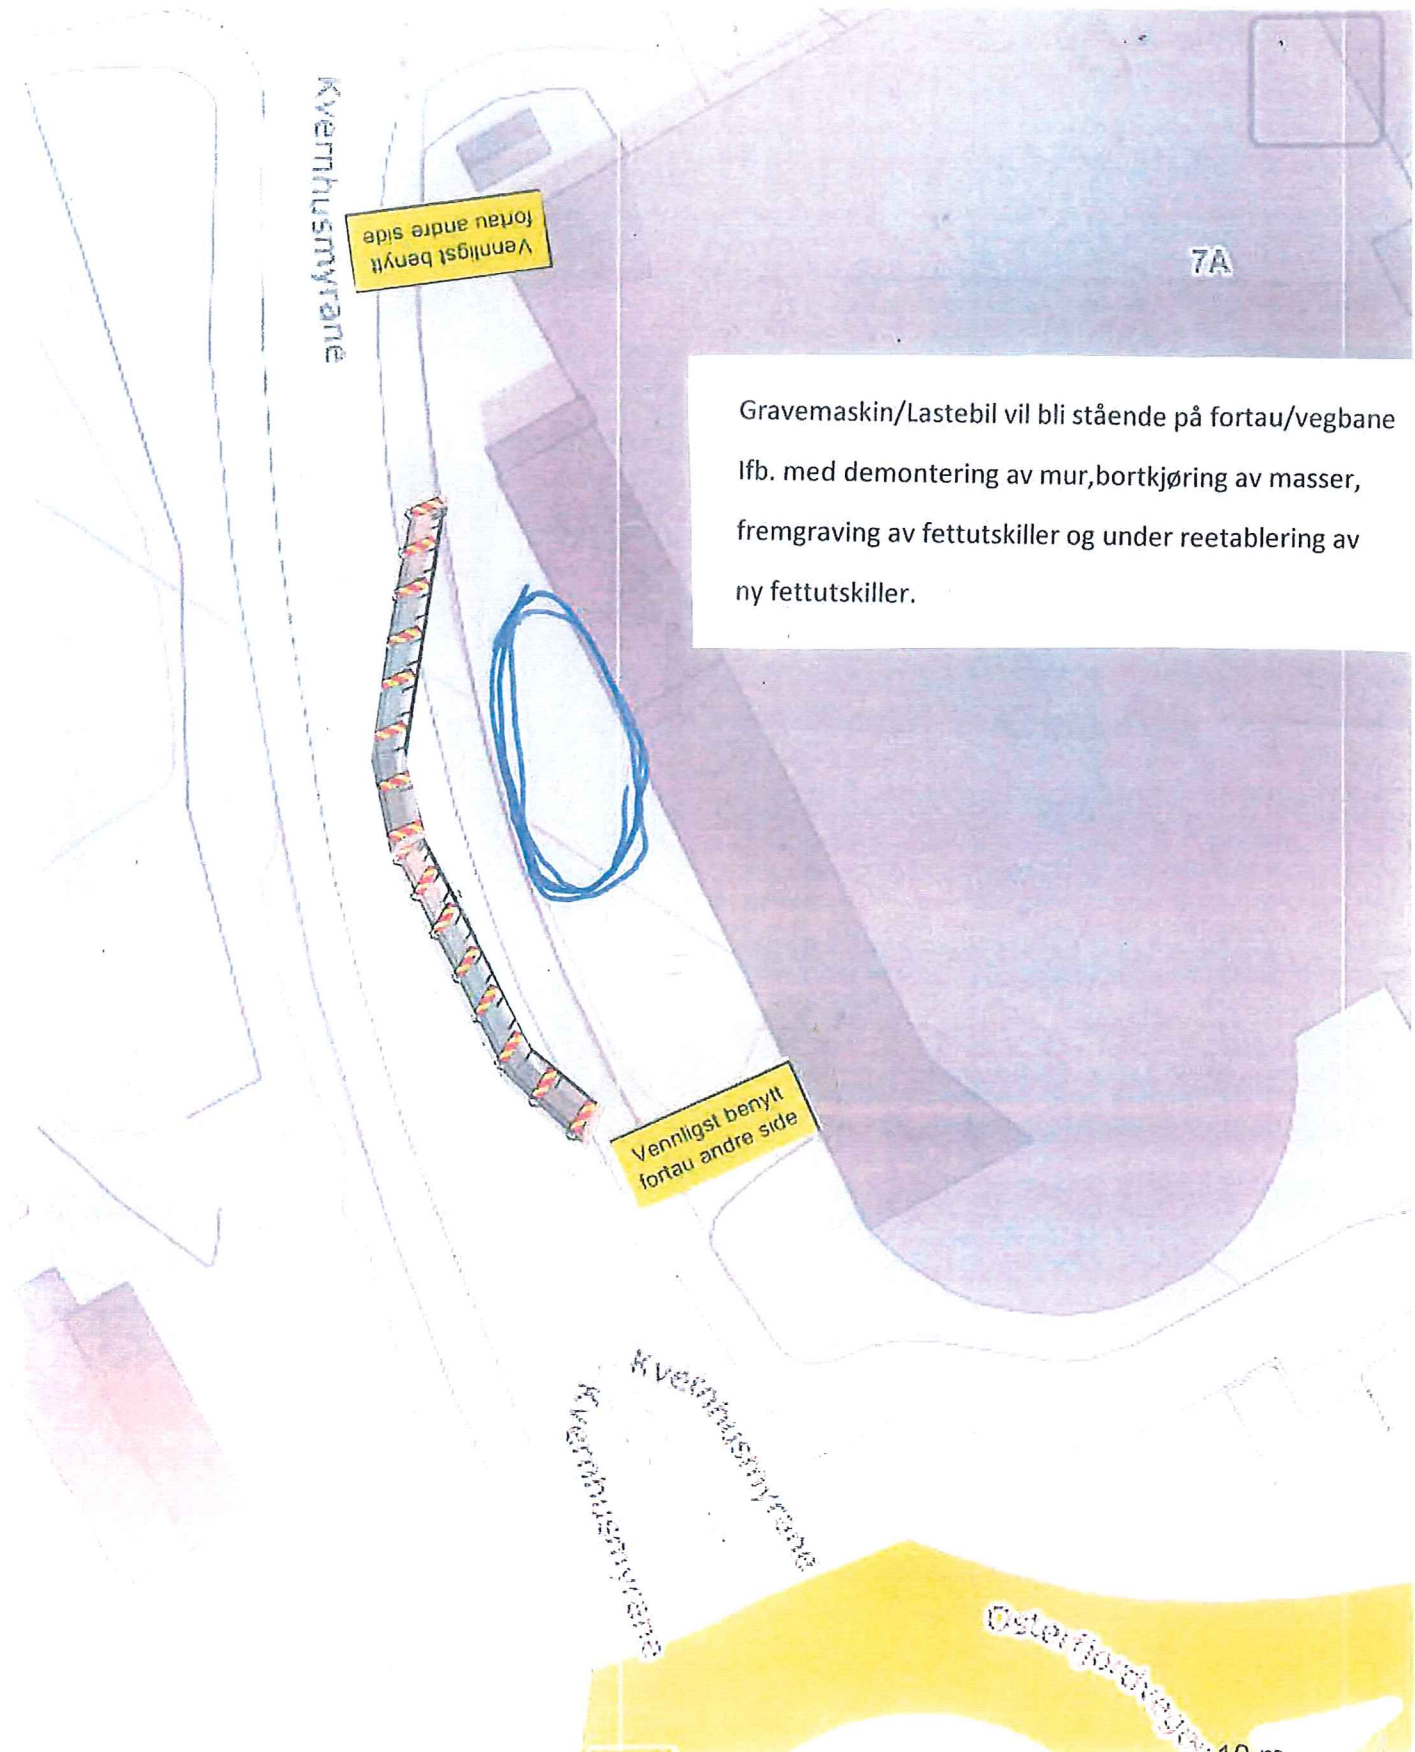 Kvernhusmyrane
Vennligst benytt
fortau andre side
7A
Gravemaskin/Lastebil vil bli stående på fortau/vegbane
Ifb. med demontering av mur,bortkjøring av masser,
fremgraving av fettutskiller og under reetablering av
ny fettutskiller.
Vennligst benytt
fortau andre side
Kvernhusmyrane
Kvernhusmyrane